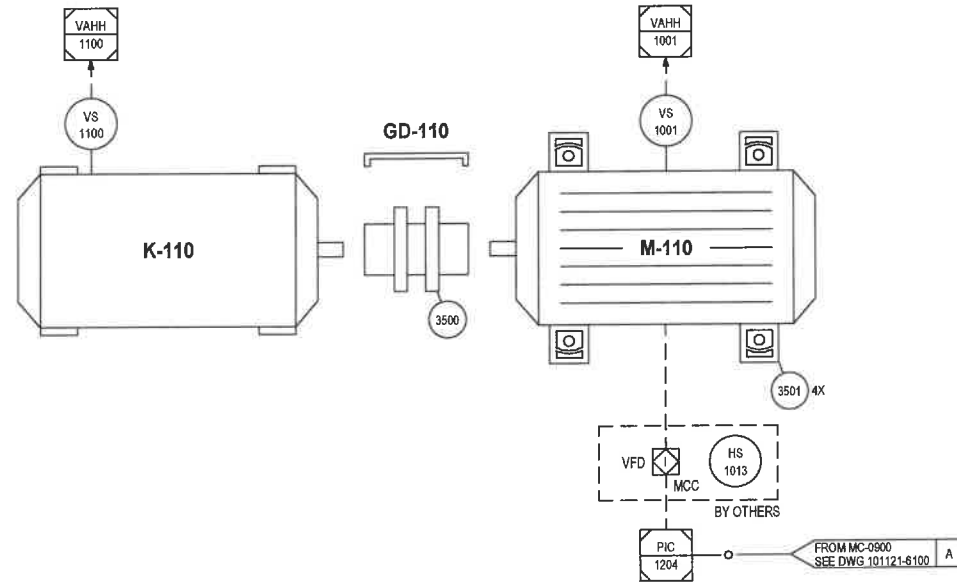 VAHH
1100
VAHH
1001
VS
1100
VS
1001
GD-110
K-110
M-110
3500
3501 4X
VFD
I
HS
1013
MCC
BY OTHERS
PIC
1204
FROM MC-0900
SEE DWG 101121-6100
A